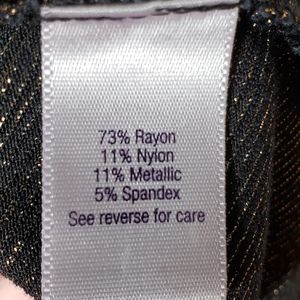 73% Rayon
11% Nylon
11% Metallic
5% Spandex
See reverse for care